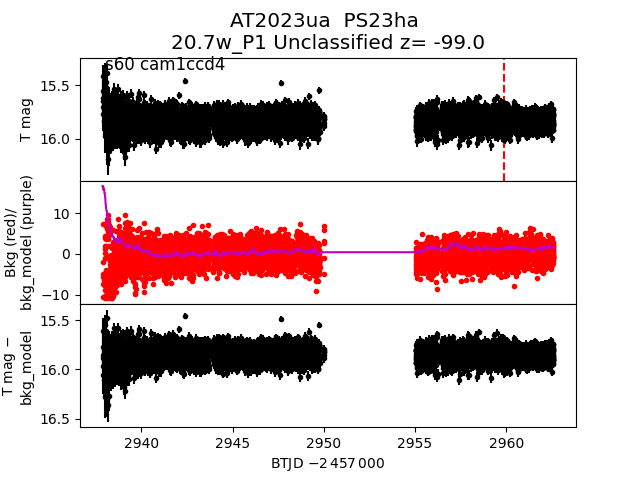 AT2023ua  PS23ha
20.7w_P1 Unclassified z= -99.0
s60 cam1ccd4
15.5
16.0
T mag
10
0
−10
Bkg (red)/
bkg_model (purple)
15.5
16.0
16.5
T mag −
bkg_model
2940
2945
2950
2955
2960
BTJD −2 457 000